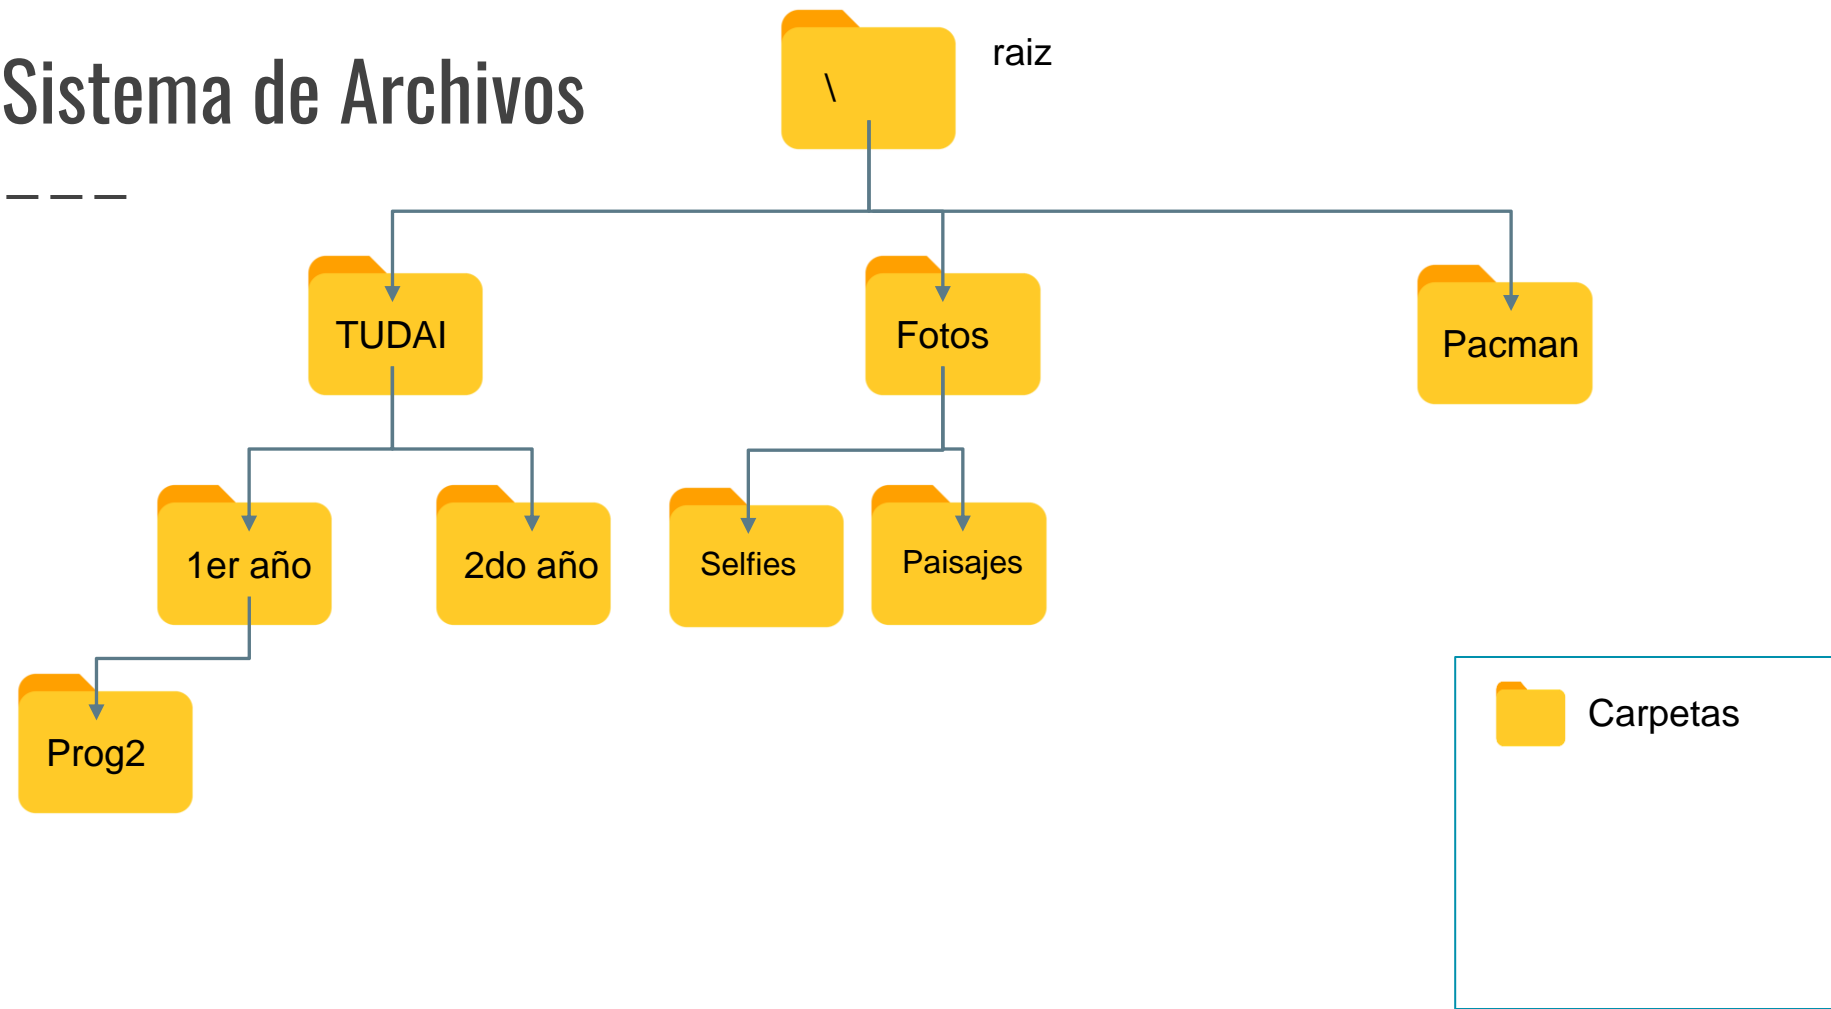 Sistema de Archivos
\
raiz
TUDAI
Fotos
Pacman
1er año
2do año
Selfies
Paisajes
Prog2
Carpetas